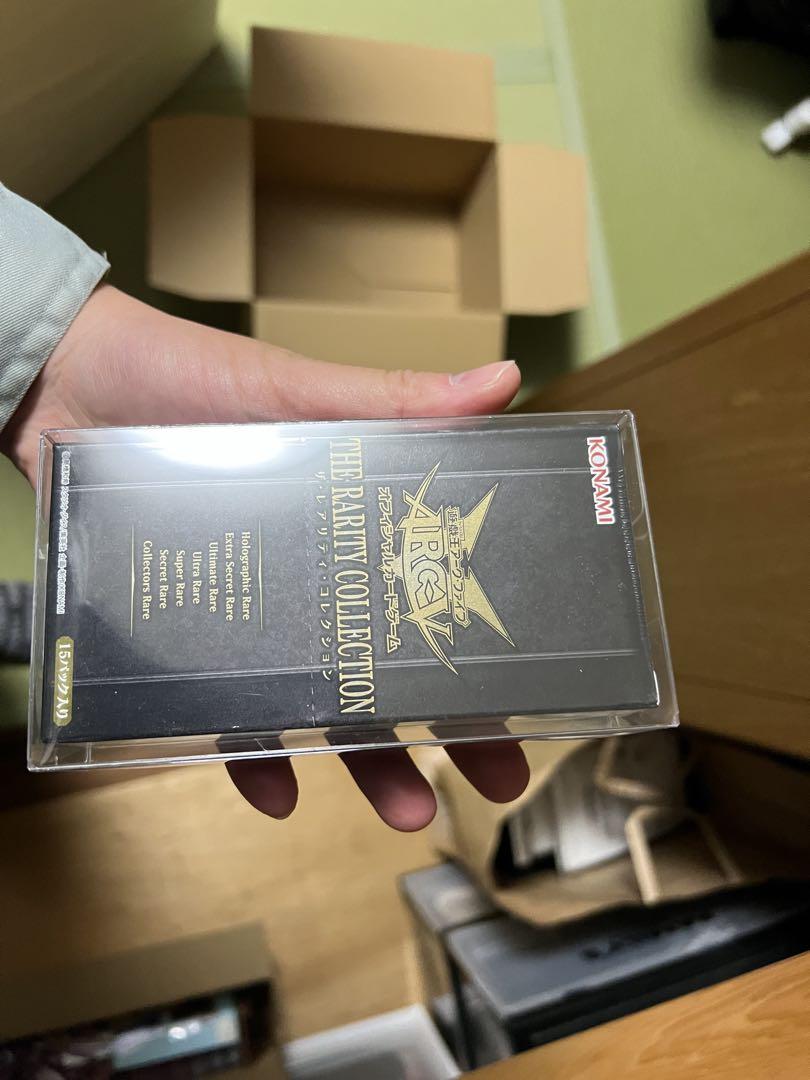 KONAMI
遊戯王アーク・ファイブ
ARC-V
オフィシャルカードゲーム
THE RARITY COLLECTION
ザ・レアリティ・コレクション
Holographic Rare
Extra Secret Rare
Ultimate Rare
Ultra Rare
Super Rare
Secret Rare
Collectors Rare
15パック入り